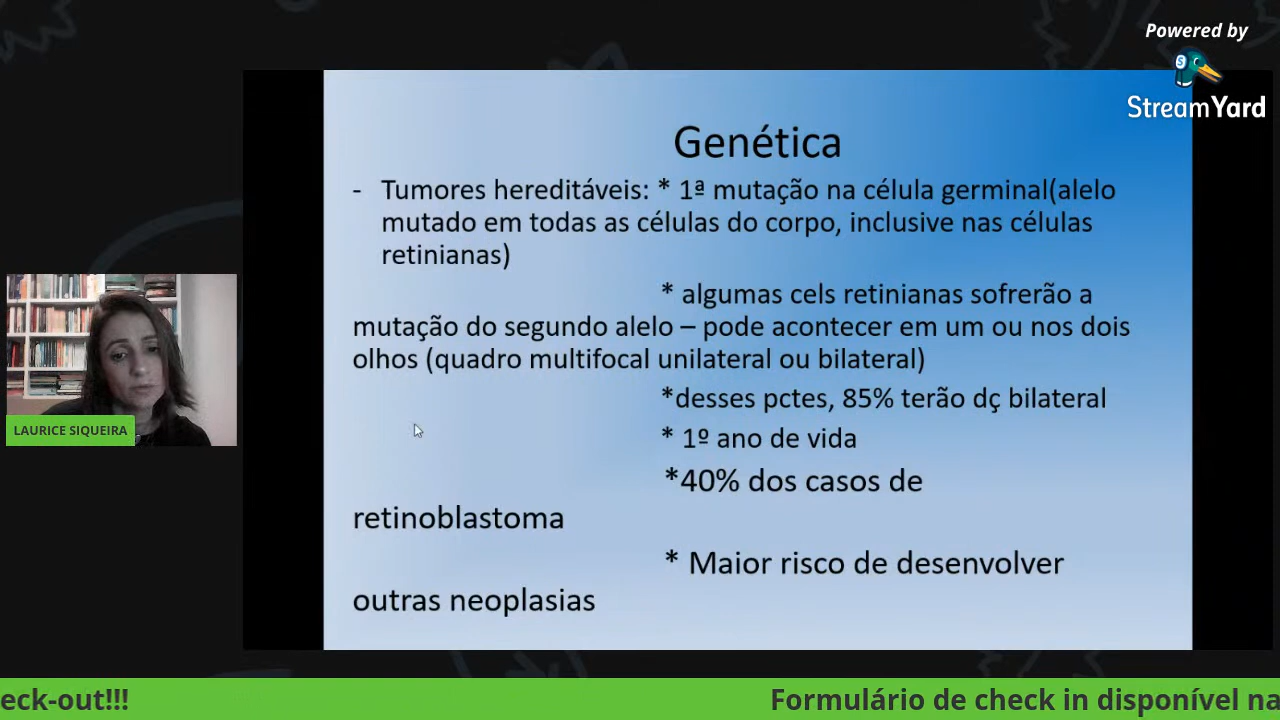 Powered by
StreamYard
Genética
- Tumores hereditáveis: * 1ª mutação na célula germinal(alelo
mutado em todas as células do corpo, inclusive nas células
retinianas)
* algumas cels retinianas sofrerão a
mutação do segundo alelo – pode acontecer em um ou nos dois
olhos (quadro multifocal unilateral ou bilateral)
*desses pctes, 85% terão dç bilateral
* 1º ano de vida
*40% dos casos de
retinoblastoma
* Maior risco de desenvolver
outras neoplasias
LAURICE SIQUEIRA
eck-out!!! Formulário de check in disponível na